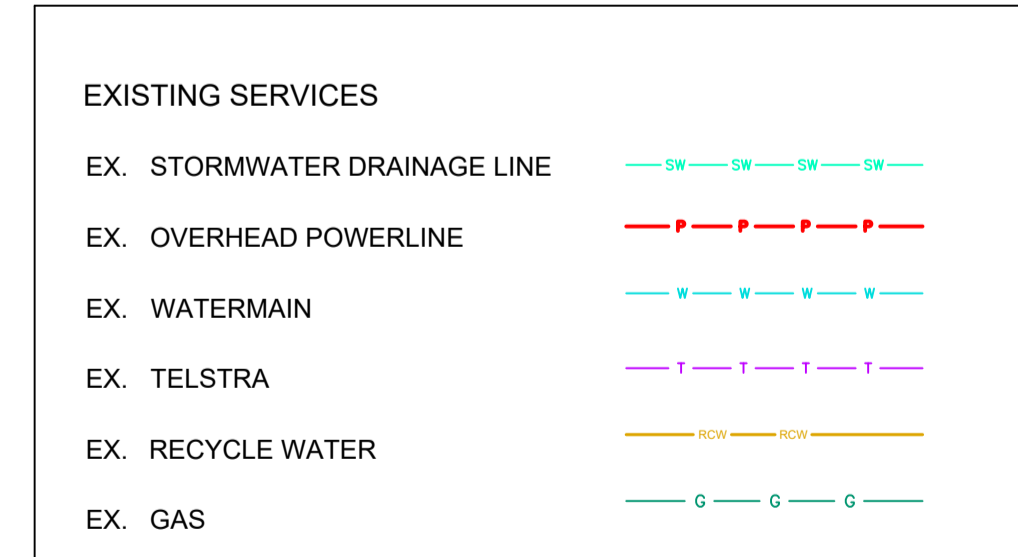 EXISTING SERVICES
EX. STORMWATER DRAINAGE LINE SW SW SW SW
EX. OVERHEAD POWERLINE P P P P
EX. WATERMAIN W W W W
EX. TELSTRA T T T T
EX. RECYCLE WATER RCW RCW
EX. GAS G G G